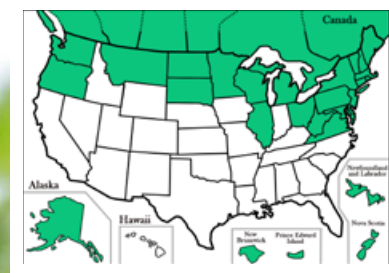 Canada
Alaska
Hawaii
New
Brunswick
Prince Edward
Island
Newfoundland
and Labrador
Nova Scotia